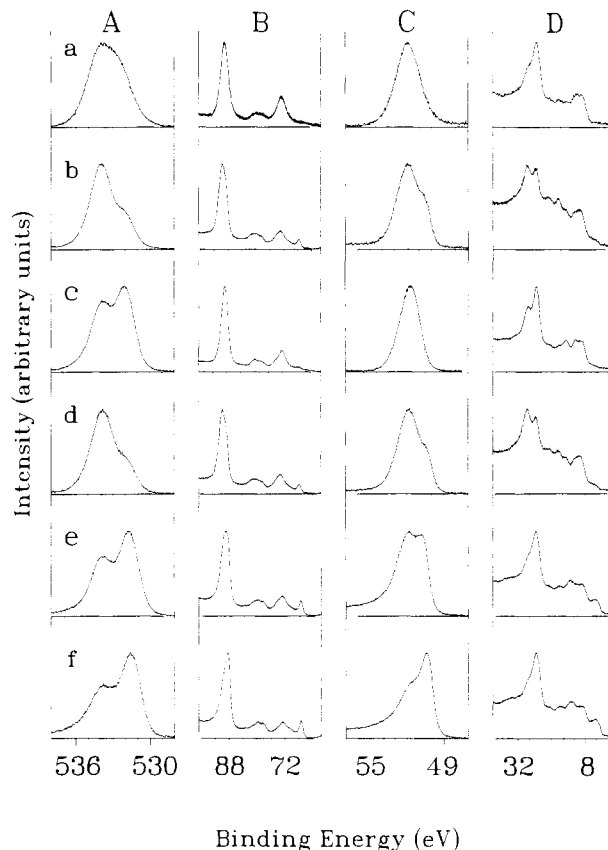 A B C D
a
b
c
d
e
f
Intensity (arbitrary units)
536 530 88 72 55 49 32 8
Binding Energy (eV)